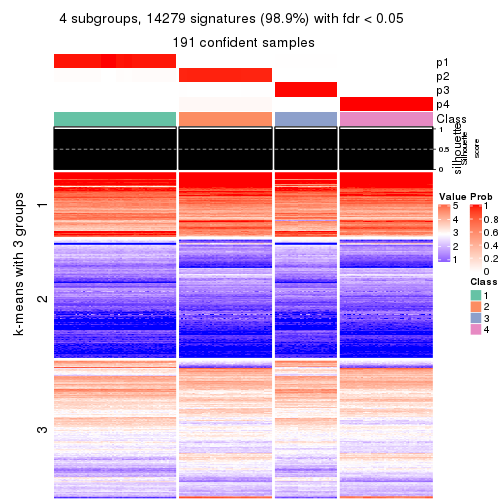 4 subgroups, 14279 signatures (98.9%) with fdr < 0.05
191 confident samples
p1
p2
p3
p4
Class
silhouette
1
0.5
0
Silhouette
score
k-means with 3 groups
1
2
3
Value
5
4
3
2
1
Prob
1
0.8
0.6
0.4
0.2
0
Class
1
2
3
4